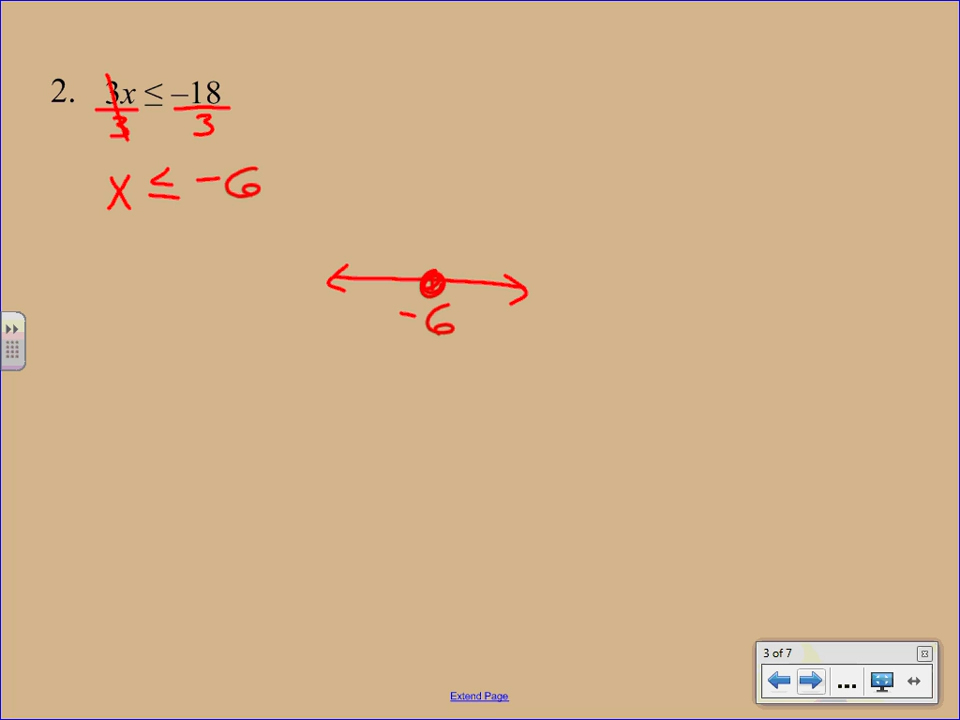 2. 3x ≤ –18
3 3
x ≤ -6
-6
3 of 7
...
Extend Page